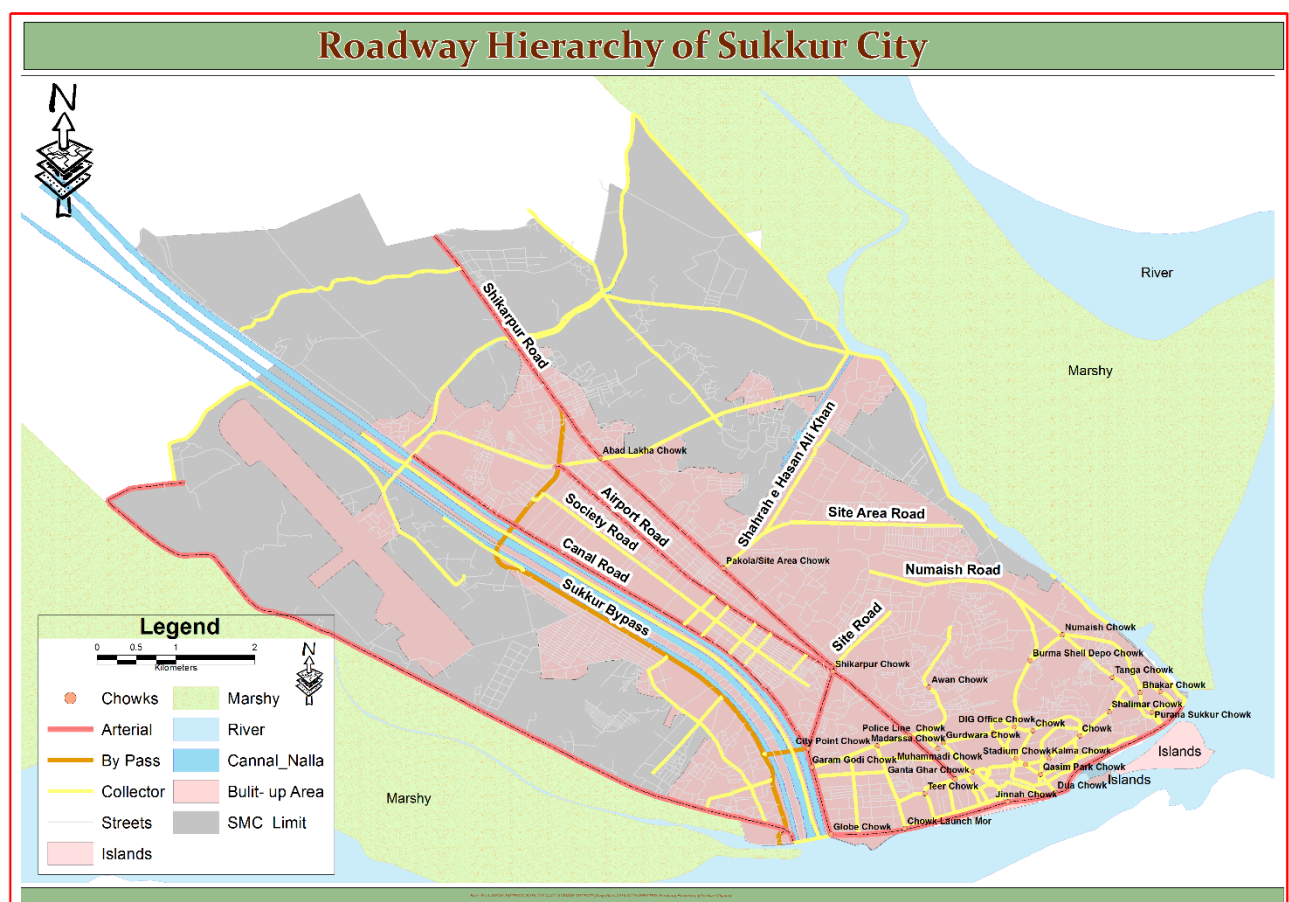 Roadway Hierarchy of Sukkur City
N
River
Marshy
Shikarpur Road
Abad Lakha Chowk
Shahrah e Hasan Ali Khan
Airport Road
Society Road
Site Area Road
Canal Road
Pakola/Site Area Chowk
Numaish Road
Sukkur Bypass
Site Road
Numaish Chowk
Burma Shell Depo Chowk
Shikarpur Chowk
Tanga Chowk
Awan Chowk
Bhakar Chowk
Shalimar Chowk
Purana Sukkur Chowk
DIG Office Chowk
Chowk
Police Line Chowk
Gurdwara Chowk
Chowk
City Point Chowk
Madarssa Chowk
Stadium Chowk
Kalma Chowk
Islands
Garam Godi Chowk
Muhammadi Chowk
Ganta Ghar Chowk
Qasim Park Chowk
Islands
Teer Chowk
Dua Chowk
Jinnah Chowk
Marshy
Globe Chowk
Chowk Launch Mor
Legend
0 0.5 1 2
Kilometers
N
Chowks
Marshy
Arterial
River
By Pass
Cannal_Nalla
Collector
Bulit- up Area
Streets
SMC Limit
Islands